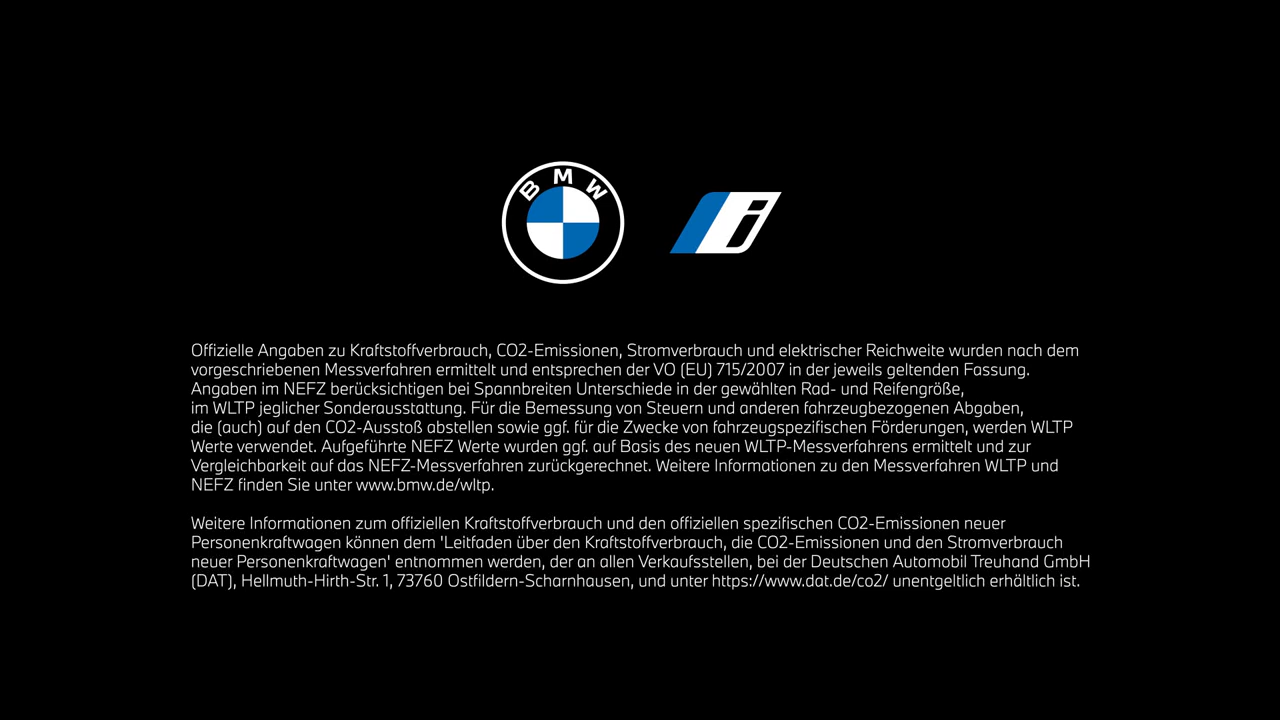 BMW i
Offizielle Angaben zu Kraftstoffverbrauch, CO2-Emissionen, Stromverbrauch und elektrischer Reichweite wurden nach dem
vorgeschriebenen Messverfahren ermittelt und entsprechen der VO (EU) 715/2007 in der jeweils geltenden Fassung.
Angaben im NEFZ berücksichtigen bei Spannbreiten Unterschiede in der gewählten Rad- und Reifengröße,
im WLTP jeglicher Sonderausstattung. Für die Bemessung von Steuern und anderen fahrzeugbezogenen Abgaben,
die (auch) auf den CO2-Ausstoß abstellen sowie ggf. für die Zwecke von fahrzeugspezifischen Förderungen, werden WLTP
Werte verwendet. Aufgeführte NEFZ Werte wurden ggf. auf Basis des neuen WLTP-Messverfahrens ermittelt und zur
Vergleichbarkeit auf das NEFZ-Messverfahren zurückgerechnet. Weitere Informationen zu den Messverfahren WLTP und
NEFZ finden Sie unter www.bmw.de/wltp.
Weitere Informationen zum offiziellen Kraftstoffverbrauch und den offiziellen spezifischen CO2-Emissionen neuer
Personenkraftwagen können dem 'Leitfaden über den Kraftstoffverbrauch, die CO2-Emissionen und den Stromverbrauch
neuer Personenkraftwagen' entnommen werden, der an allen Verkaufsstellen, bei der Deutschen Automobil Treuhand GmbH
(DAT), Hellmuth-Hirth-Str. 1, 73760 Ostfildern-Scharnhausen, und unter https://www.dat.de/co2/ unentgeltlich erhältlich ist.